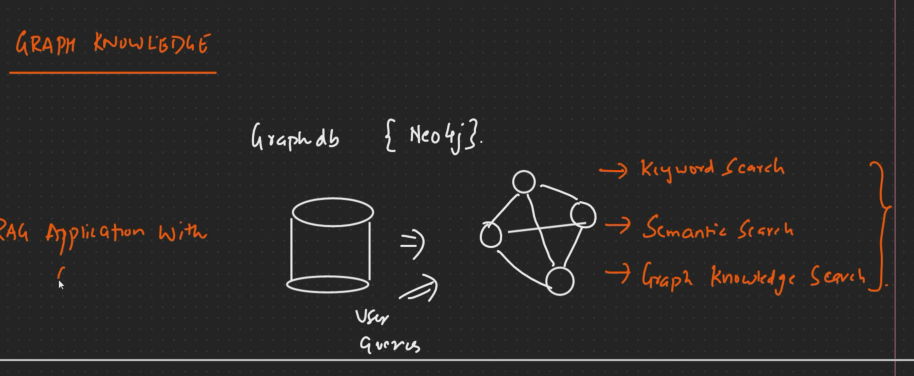 GRAPH KNOWLEDGE
Graphdb { Neo4j}.
→ Keyword Search
RAG Application with
⇒
→ Semantic Search
→ Graph Knowledge Search
User
Queries